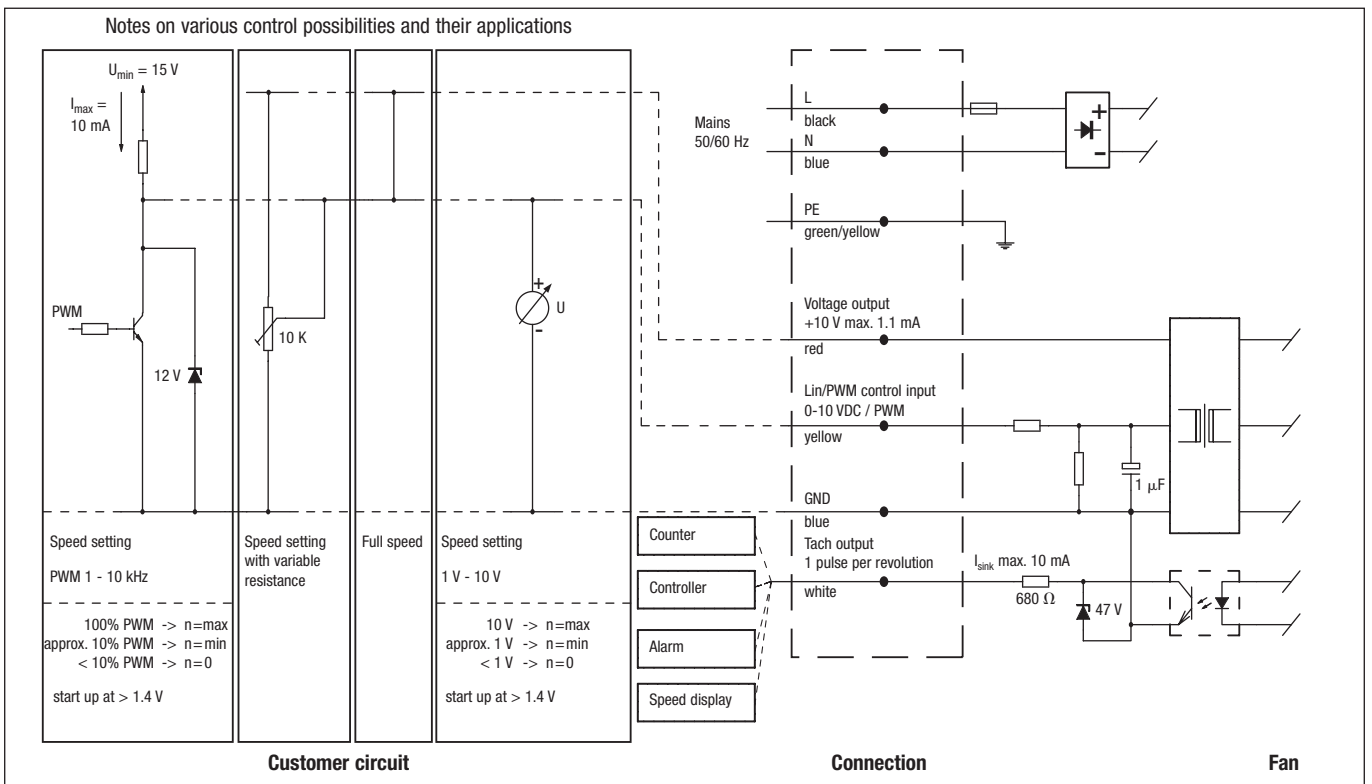 Notes on various control possibilities and their applications
Umin = 15 V
Imax =
10 mA
PWM
12 V
Speed setting
PWM 1 - 10 kHz
100% PWM -> n=max
approx. 10% PWM -> n=min
< 10% PWM -> n=0
start up at > 1.4 V
10 K
Speed setting
with variable
resistance
Full speed
+
U
-
Speed setting
1 V - 10 V
10 V -> n=max
approx. 1 V -> n=min
< 1 V -> n=0
start up at > 1.4 V
Counter
Controller
Alarm
Speed display
Mains
50/60 Hz
L
black
N
blue
PE
green/yellow
Voltage output
+10 V max. 1.1 mA
red
Lin/PWM control input
0-10 VDC / PWM
yellow
GND
blue
Tach output
1 pulse per revolution
white
+
-
1 μF
Isink max. 10 mA
680 Ω
47 V
Customer circuit
Connection
Fan